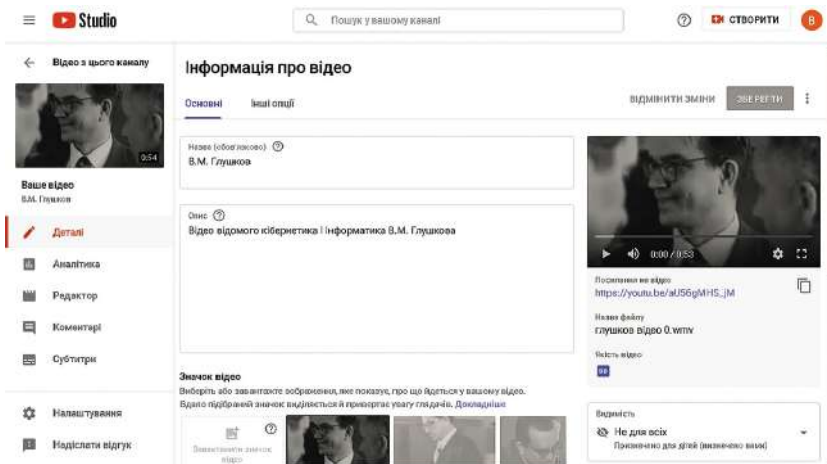 Studio
Пошук у вашому каналі
СТВОРИТИ
В
Відео з цього каналу
0:54
Ваше відео
В.М. Глушков
Деталі
Аналітика
Редактор
Коментарі
Субтитри
Налаштування
Надіслати відгук
Інформація про відео
Основні
Інші опції
ВІДМІНИТИ ЗМІНИ
ЗБЕРЕГТИ
Назва (обов'язково)
В.М. Глушков
Опис
Відео відомого кібернетика і інформатика В.М. Глушкова
Значок відео
Виберіть або завантажте зображення, яке показує, про що йдеться у вашому відео.
Вдало підібраний значок виділяється й привертає увагу глядачів. Докладніше
Завантажити значок
відео
0:00 / 0:53
Посилання на відео
https://youtu.be/aU56gMHS_jM
Назва файлу
глушков відео 0.wmv
Якість відео
SD
Видимість
Не для всіх
Призначено для дітей (визначено вами)